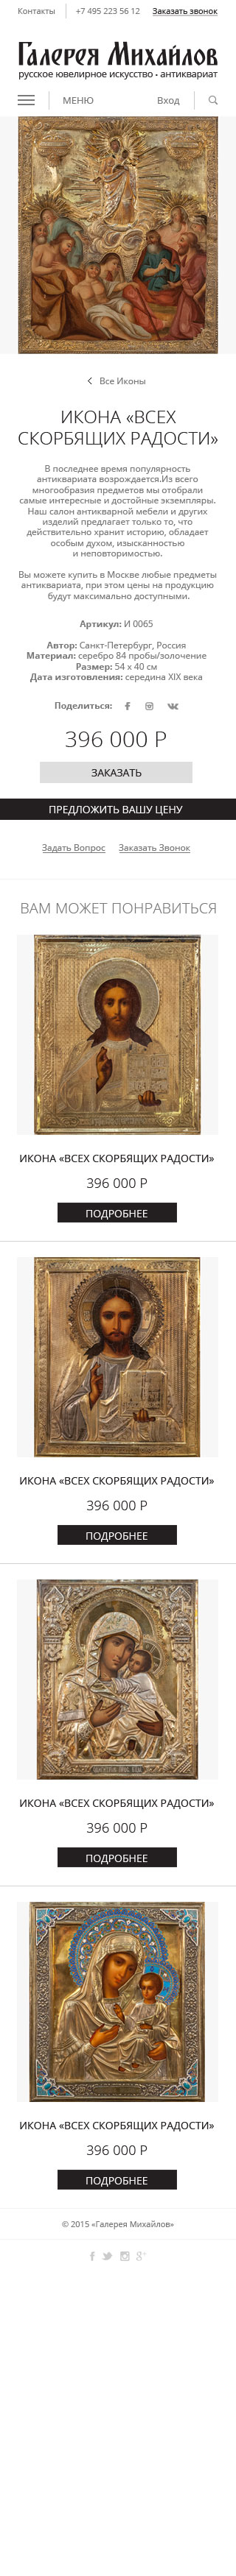 Контакты
+7 495 223 56 12
Заказать звонок
Галерея Михайлов
русское ювелирное искусство • антиквариат
МЕНЮ
Вход
Все Иконы
ИКОНА «ВСЕХ
СКОРБЯЩИХ РАДОСТИ»
В последнее время популярность
антиквариата возрождается.Из всего
многообразия предметов мы отобрали
самые интересные и достойные экземпляры.
Наш салон антикварной мебели и других
изделий предлагает только то, что
действительно хранит историю, обладает
особым духом, изысканностью
и неповторимостью.
Вы можете купить в Москве любые предметы
антиквариата, при этом цены на продукцию
будут максимально доступными.
Артикул: И 0065
Автор: Санкт-Петербург, Россия
Материал: серебро 84 пробы/золочение
Размер: 54 х 40 см
Дата изготовления: середина XIX века
Поделиться:
396 000 Р
ЗАКАЗАТЬ
ПРЕДЛОЖИТЬ ВАШУ ЦЕНУ
Задать Вопрос
Заказать Звонок
ВАМ МОЖЕТ ПОНРАВИТЬСЯ
ИКОНА «ВСЕХ СКОРБЯЩИХ РАДОСТИ»
396 000 Р
ПОДРОБНЕЕ
ИКОНА «ВСЕХ СКОРБЯЩИХ РАДОСТИ»
396 000 Р
ПОДРОБНЕЕ
ИКОНА «ВСЕХ СКОРБЯЩИХ РАДОСТИ»
396 000 Р
ПОДРОБНЕЕ
ИКОНА «ВСЕХ СКОРБЯЩИХ РАДОСТИ»
396 000 Р
ПОДРОБНЕЕ
© 2015 «Галерея Михайлов»